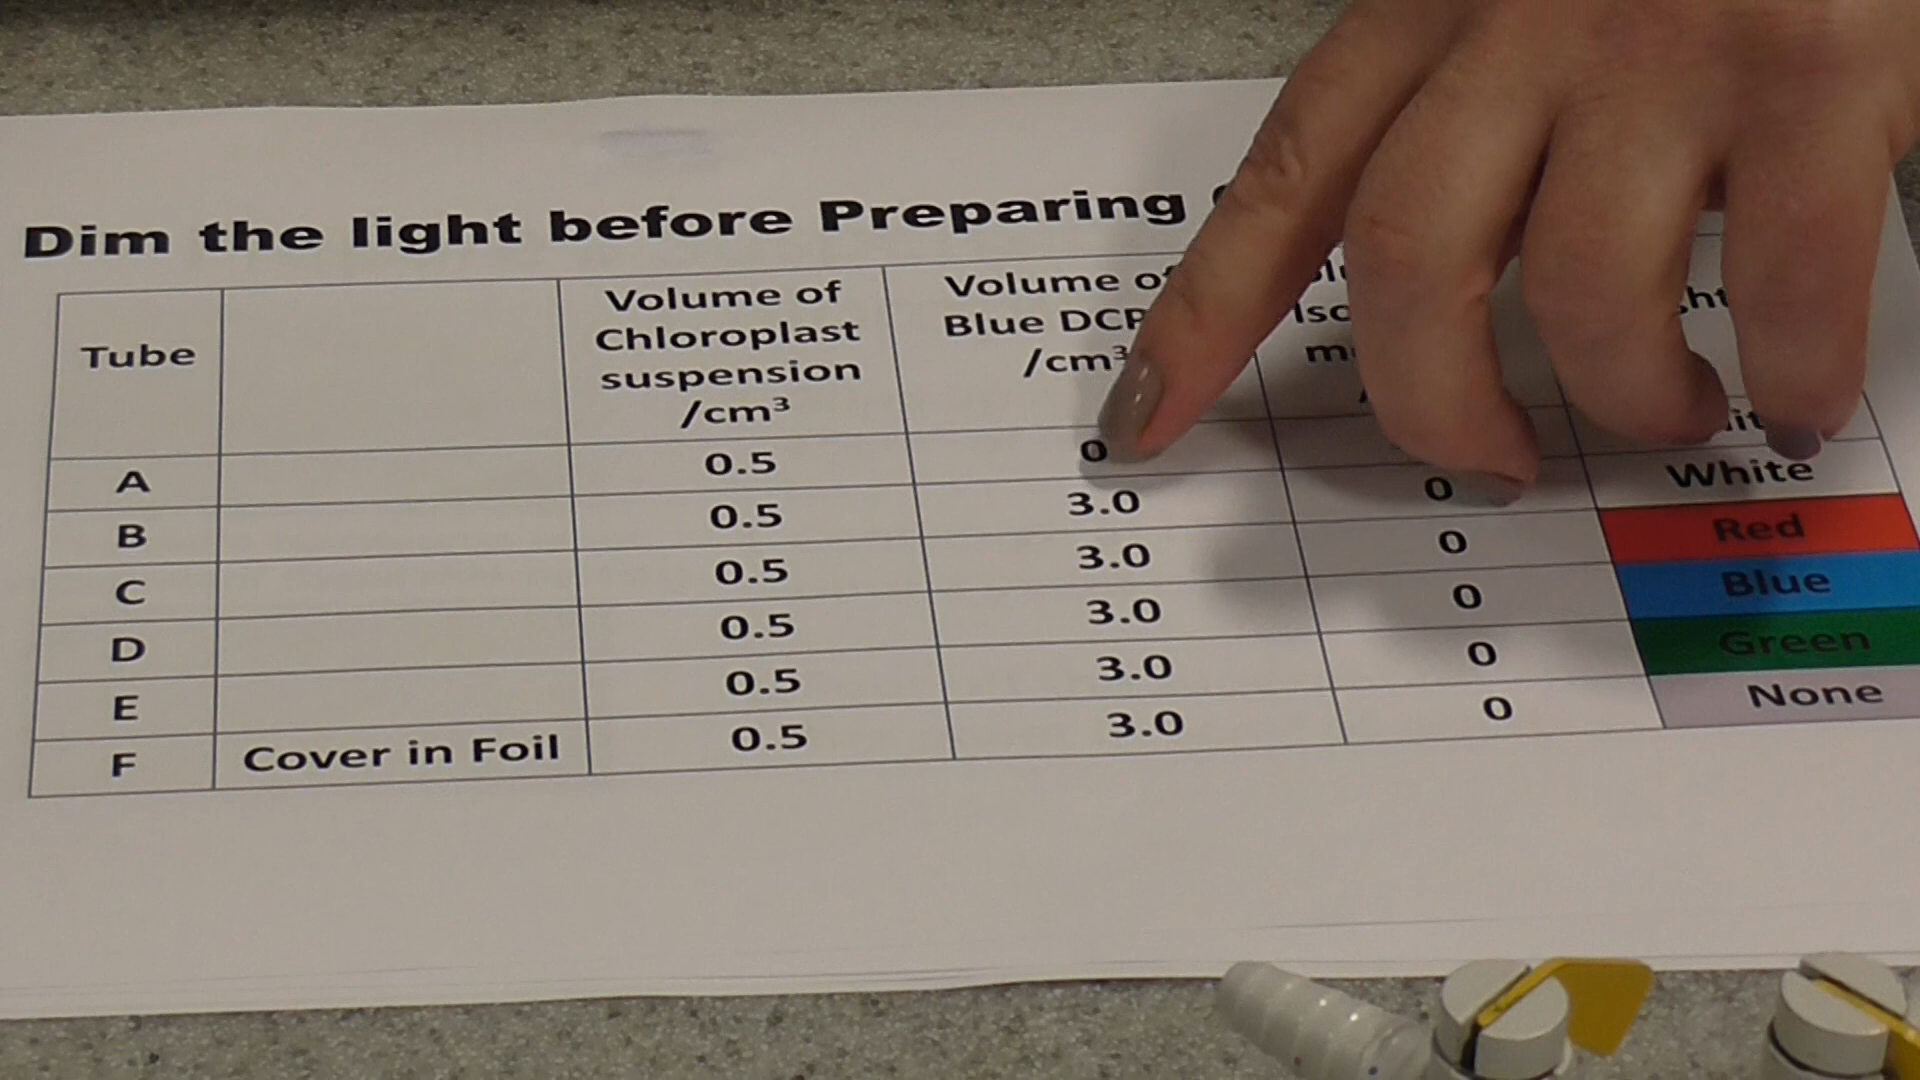 Dim the light before Preparing
Tube
Volume of
Chloroplast
suspension
/cm³
Volume of
Blue
/cm³
A 0.5 0
B 0.5 3.0 0 White
C 0.5 3.0 0 Red
D 0.5 3.0 0 Blue
E 0.5 3.0 0 Green
F Cover in Foil 0.5 3.0 0 None